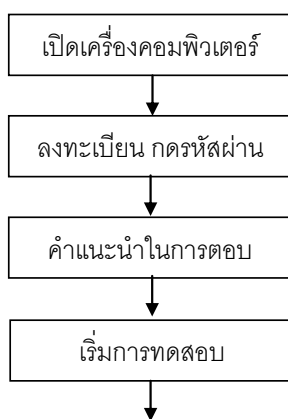 เปิดเครื่องคอมพิวเตอร์
ลงทะเบียน กดรหัสผ่าน
คำแนะนำในการตอบ
เริ่มการทดสอบ